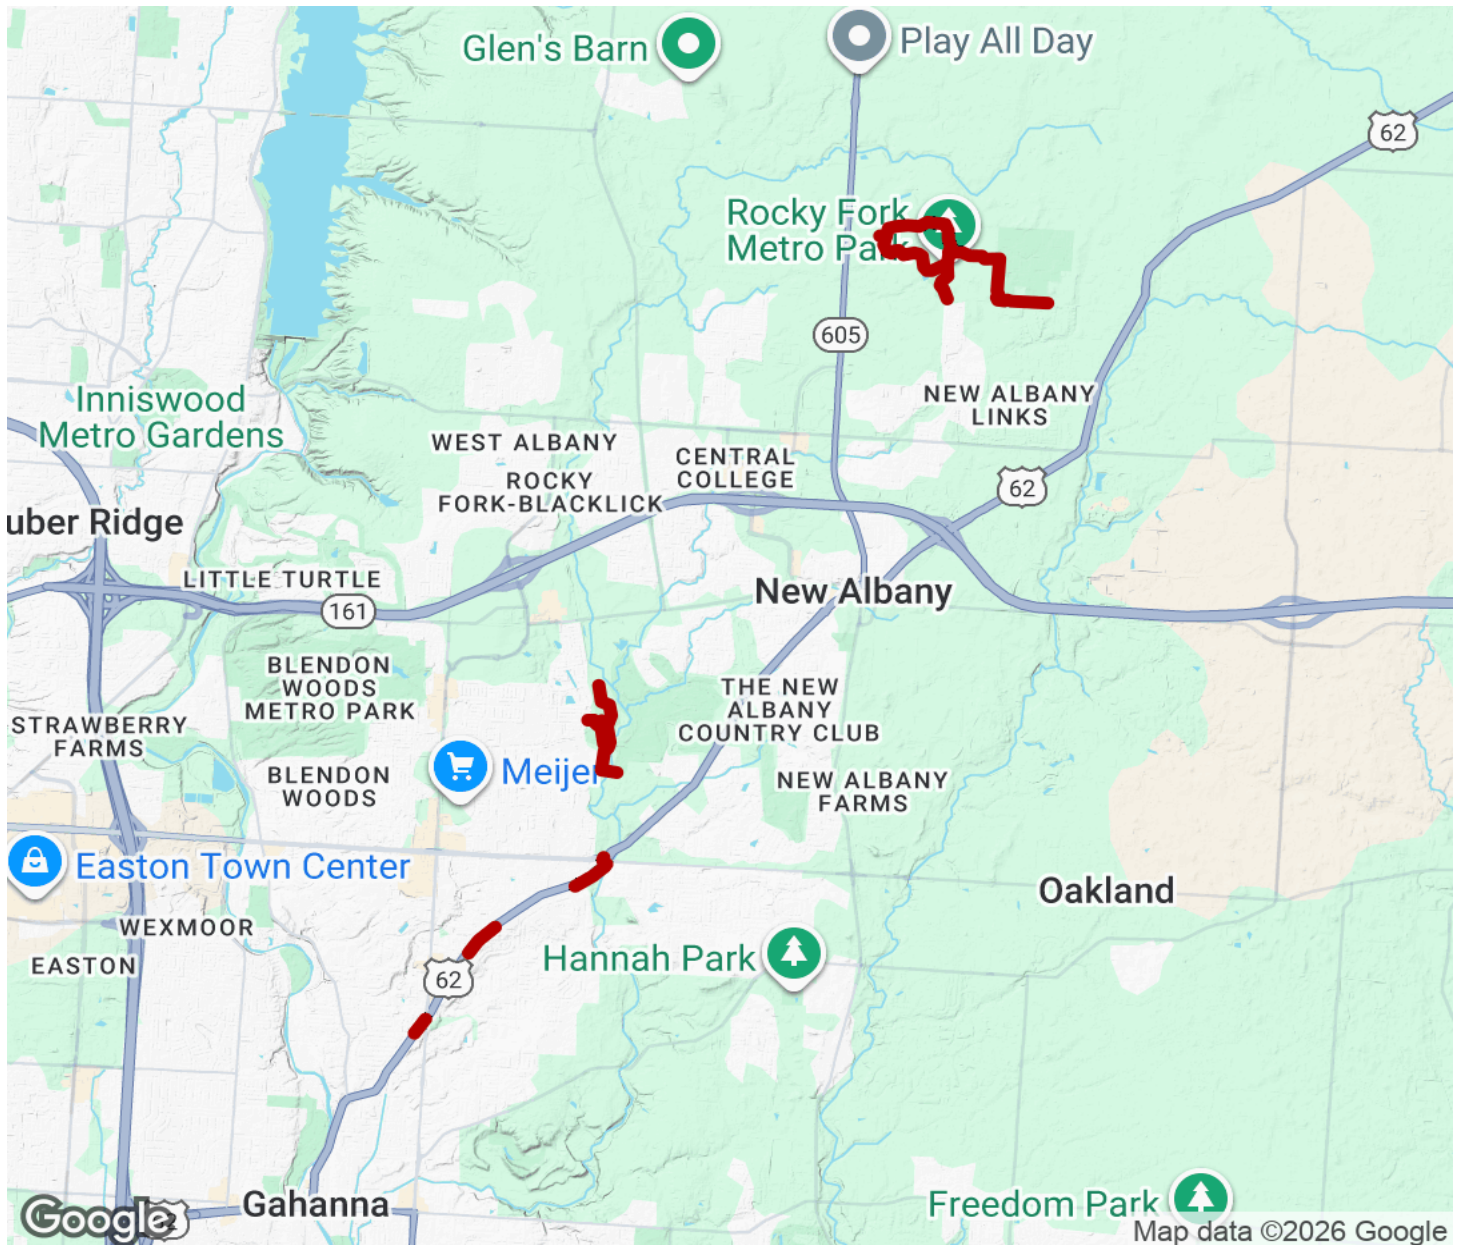 Glen's Barn
Play All Day
62
Rocky Fork
Metro Park
605
Inniswood
Metro Gardens
NEW ALBANY
LINKS
WEST ALBANY
CENTRAL
COLLEGE
ROCKY
FORK-BLACKLICK
62
uber Ridge
LITTLE TURTLE
161
New Albany
BLENDON
WOODS
METRO PARK
THE NEW
ALBANY
COUNTRY CLUB
STRAWBERRY
FARMS
BLENDON
WOODS
Meijer
NEW ALBANY
FARMS
Easton Town Center
Oakland
WEXMOOR
EASTON
Hannah Park
62
Gahanna
Freedom Park
Google
Map data ©2026 Google